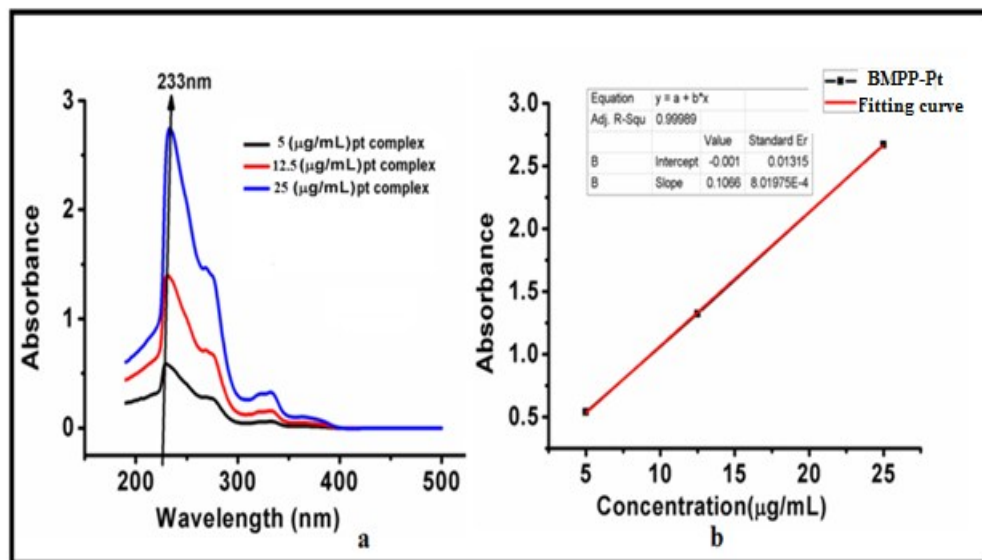 233nm
3
2
1
0
5 (μg/mL)pt complex
12.5 (μg/mL)pt complex
25 (μg/mL)pt complex
Absorbance
200 300 400 500
Wavelength (nm)
a
BMPP-Pt
Fitting curve
Equation y = a + b*x
Adj. R-Squ 0.99989
Value Standard Er
B Intercept -0.001 0.01315
B Slope 0.1066 8.01975E-4
3.0
2.5
2.0
1.5
1.0
0.5
Absorbance
5 10 15 20 25
Concentration(μg/mL)
b